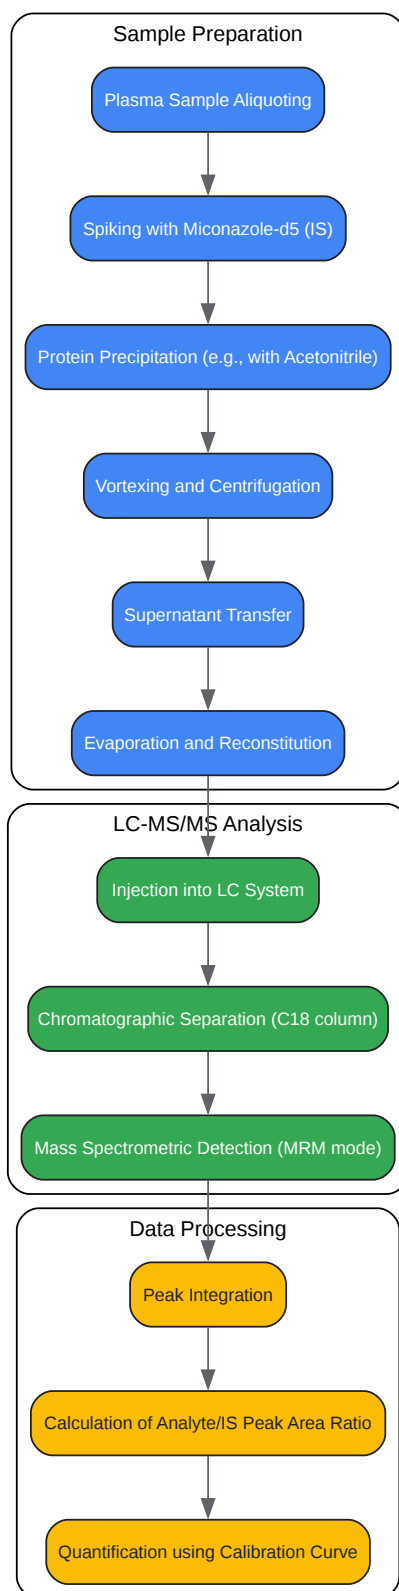 Sample Preparation
Plasma Sample Aliquoting
Spiking with Miconazole-d5 (IS)
Protein Precipitation (e.g., with Acetonitrile)
Vortexing and Centrifugation
Supernatant Transfer
Evaporation and Reconstitution
LC-MS/MS Analysis
Injection into LC System
Chromatographic Separation (C18 column)
Mass Spectrometric Detection (MRM mode)
Data Processing
Peak Integration
Calculation of Analyte/IS Peak Area Ratio
Quantification using Calibration Curve